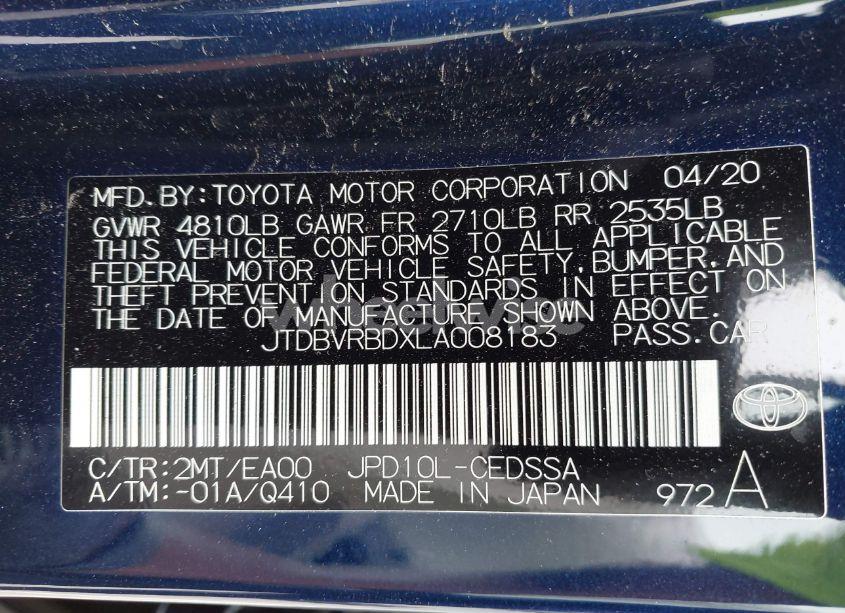 MFD.BY:TOYOTA MOTOR CORPORATION 04/20
GVWR 4810LB GAWR FR 2710LB RR 2535LB
THIS VEHICLE CONFORMS TO ALL APPLICABLE
FEDERAL MOTOR VEHICLE SAFETY,BUMPER,AND
THEFT PREVENTION STANDARDS IN EFFECT ON
THE DATE OF MANUFACTURE SHOWN ABOVE.
JTDBVRBDXLA008183 PASS.CAR
C/TR:2MT/EA00 JPD10L-CEDSSA
A/TM:-01A/Q410 MADE IN JAPAN 972 A